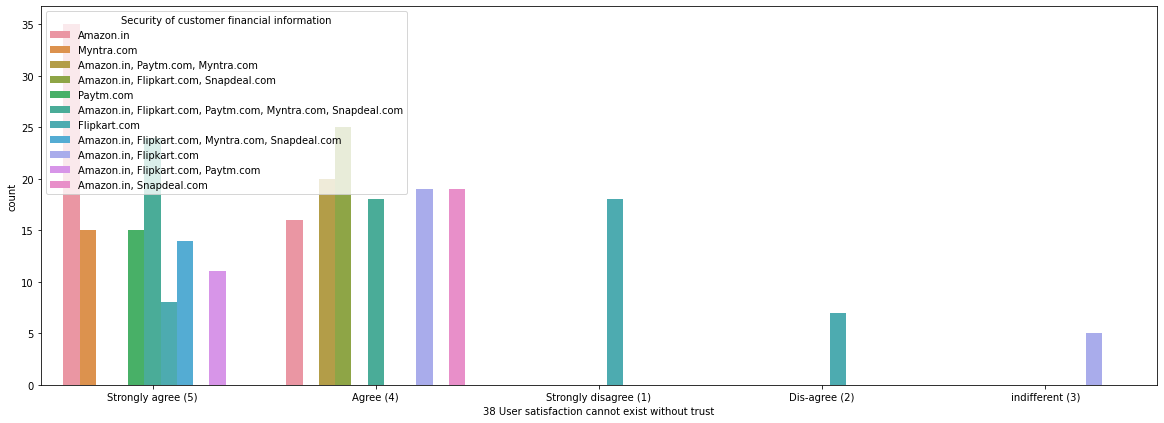 Security of customer financial information
Amazon.in
Myntra.com
Amazon.in, Paytm.com, Myntra.com
Amazon.in, Flipkart.com, Snapdeal.com
Paytm.com
Amazon.in, Flipkart.com, Paytm.com, Myntra.com, Snapdeal.com
Flipkart.com
Amazon.in, Flipkart.com, Myntra.com, Snapdeal.com
Amazon.in, Flipkart.com
Amazon.in, Flipkart.com, Paytm.com
Amazon.in, Snapdeal.com
35
30
25
20
15
10
5
0
count
Strongly agree (5)
Agree (4)
Strongly disagree (1)
Dis-agree (2)
indifferent (3)
38 User satisfaction cannot exist without trust